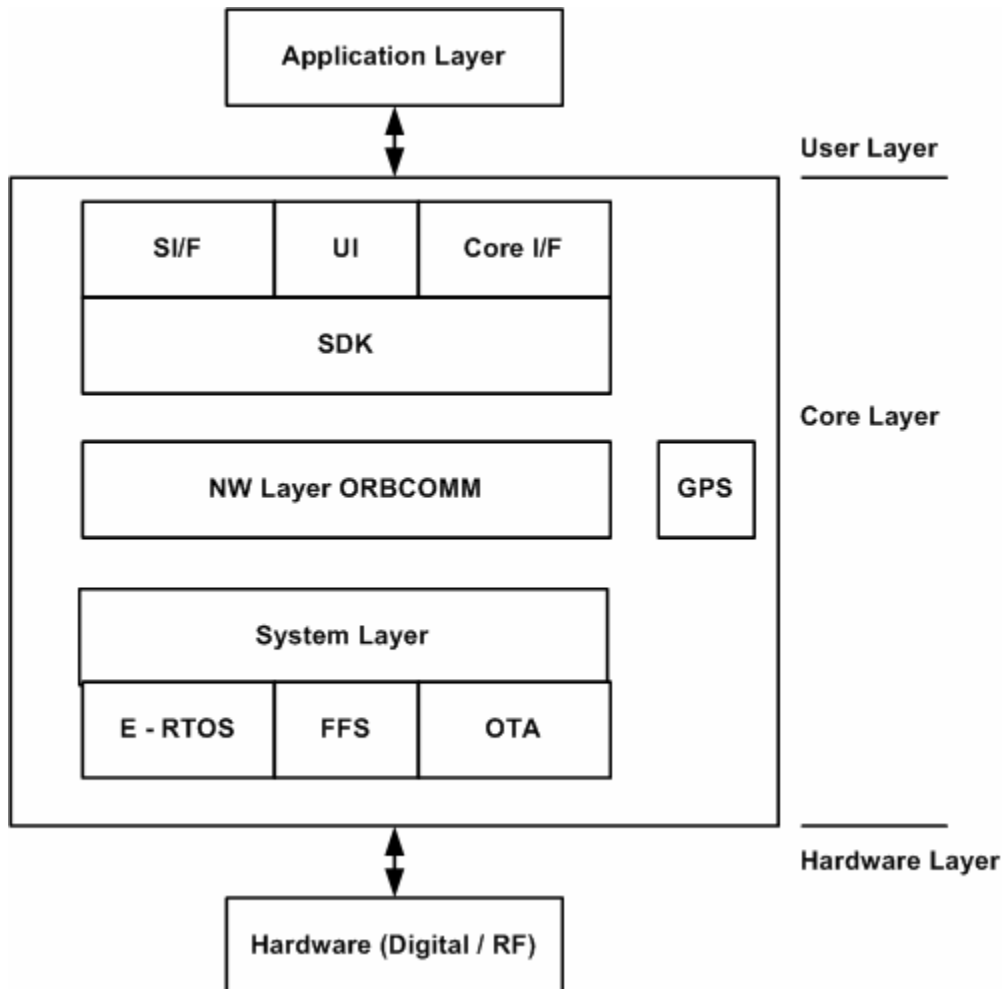 Application Layer
User Layer
SI/F
UI
Core I/F
SDK
Core Layer
NW Layer ORBCOMM
GPS
System Layer
E - RTOS
FFS
OTA
Hardware Layer
Hardware (Digital / RF)